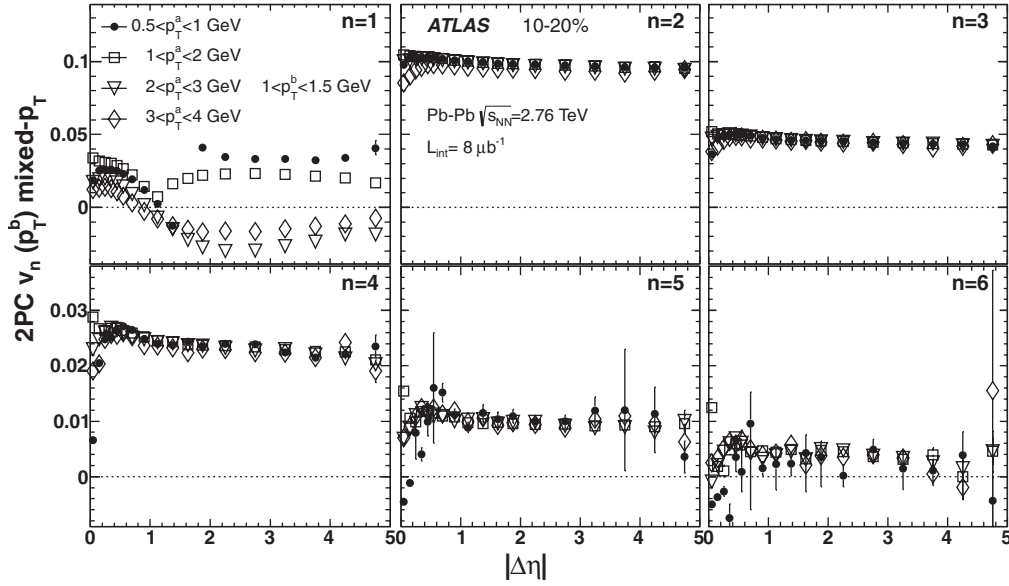 n=1
0.5<p_T^a<1 GeV
1<p_T^a<2 GeV
2<p_T^a<3 GeV 1<p_T^b<1.5 GeV
3<p_T^a<4 GeV
ATLAS 10-20% n=2
Pb-Pb √s_NN=2.76 TeV
L_int= 8 μb^-1
n=3
0.1
0.05
0
2PC v_n (p_T^b) mixed-p_T
n=4
n=5
n=6
0.03
0.02
0.01
0
0 1 2 3 4 5 0 1 2 3 4 5 0 1 2 3 4 5
|Δη|